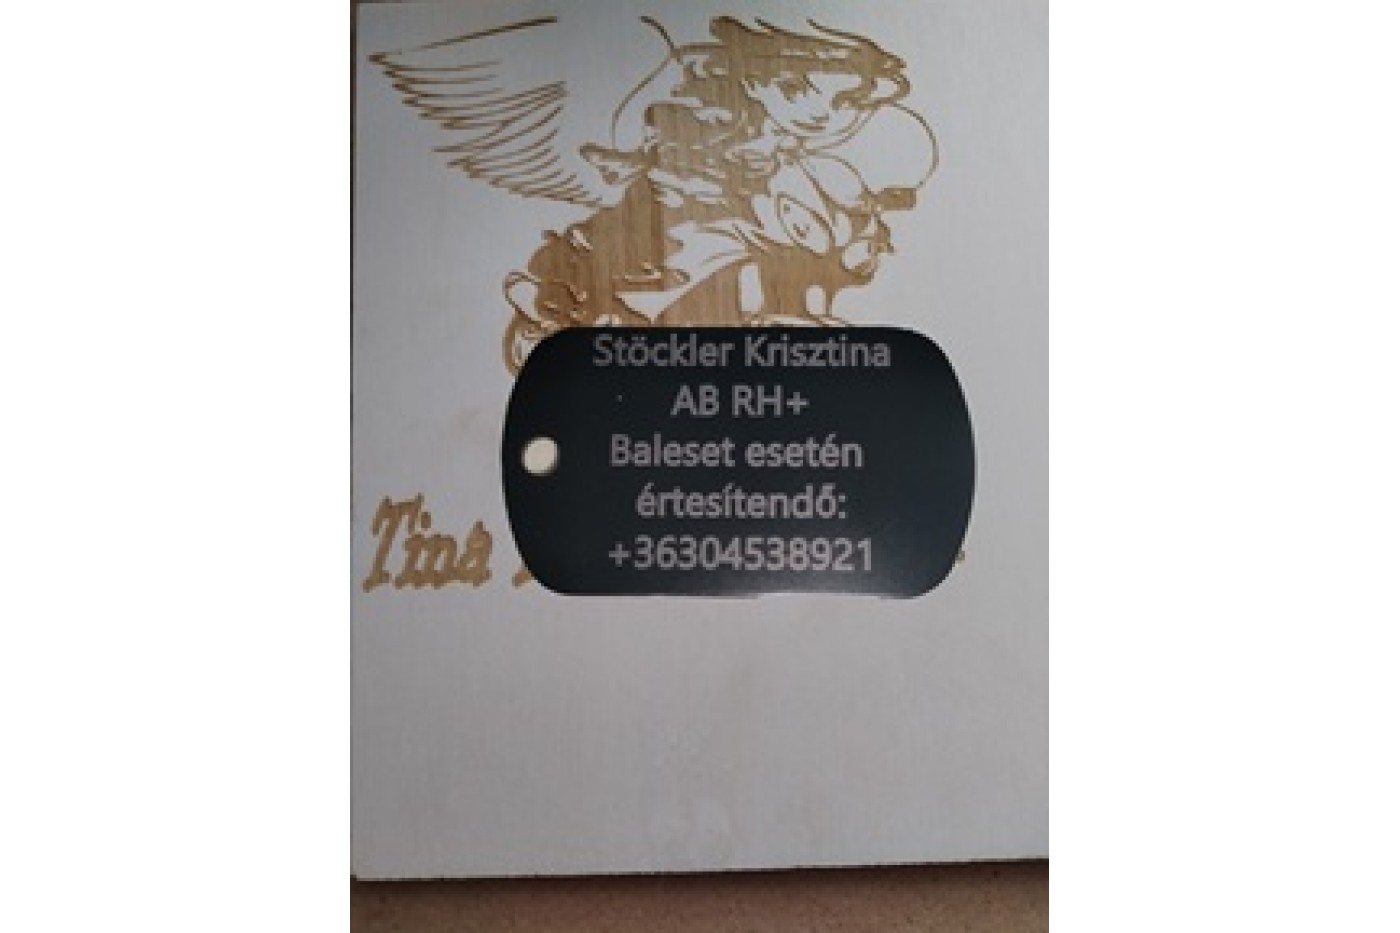 Stöckler Krisztina
AB RH+
Baleset esetén
értesítendő:
+36304538921
Tina